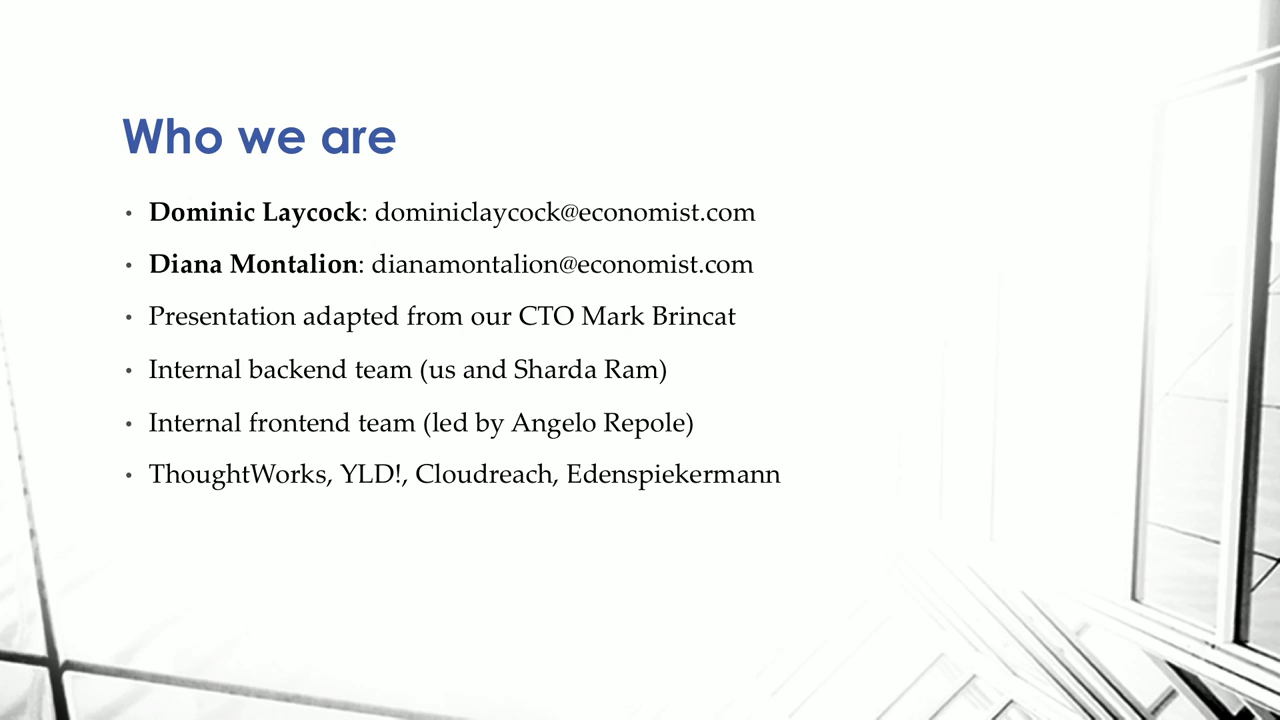 Who we are
• Dominic Laycock: dominiclaycock@economist.com
• Diana Montalion: dianamontalion@economist.com
• Presentation adapted from our CTO Mark Brincat
• Internal backend team (us and Sharda Ram)
• Internal frontend team (led by Angelo Repole)
• ThoughtWorks, YLD!, Cloudreach, Edenspiekermann